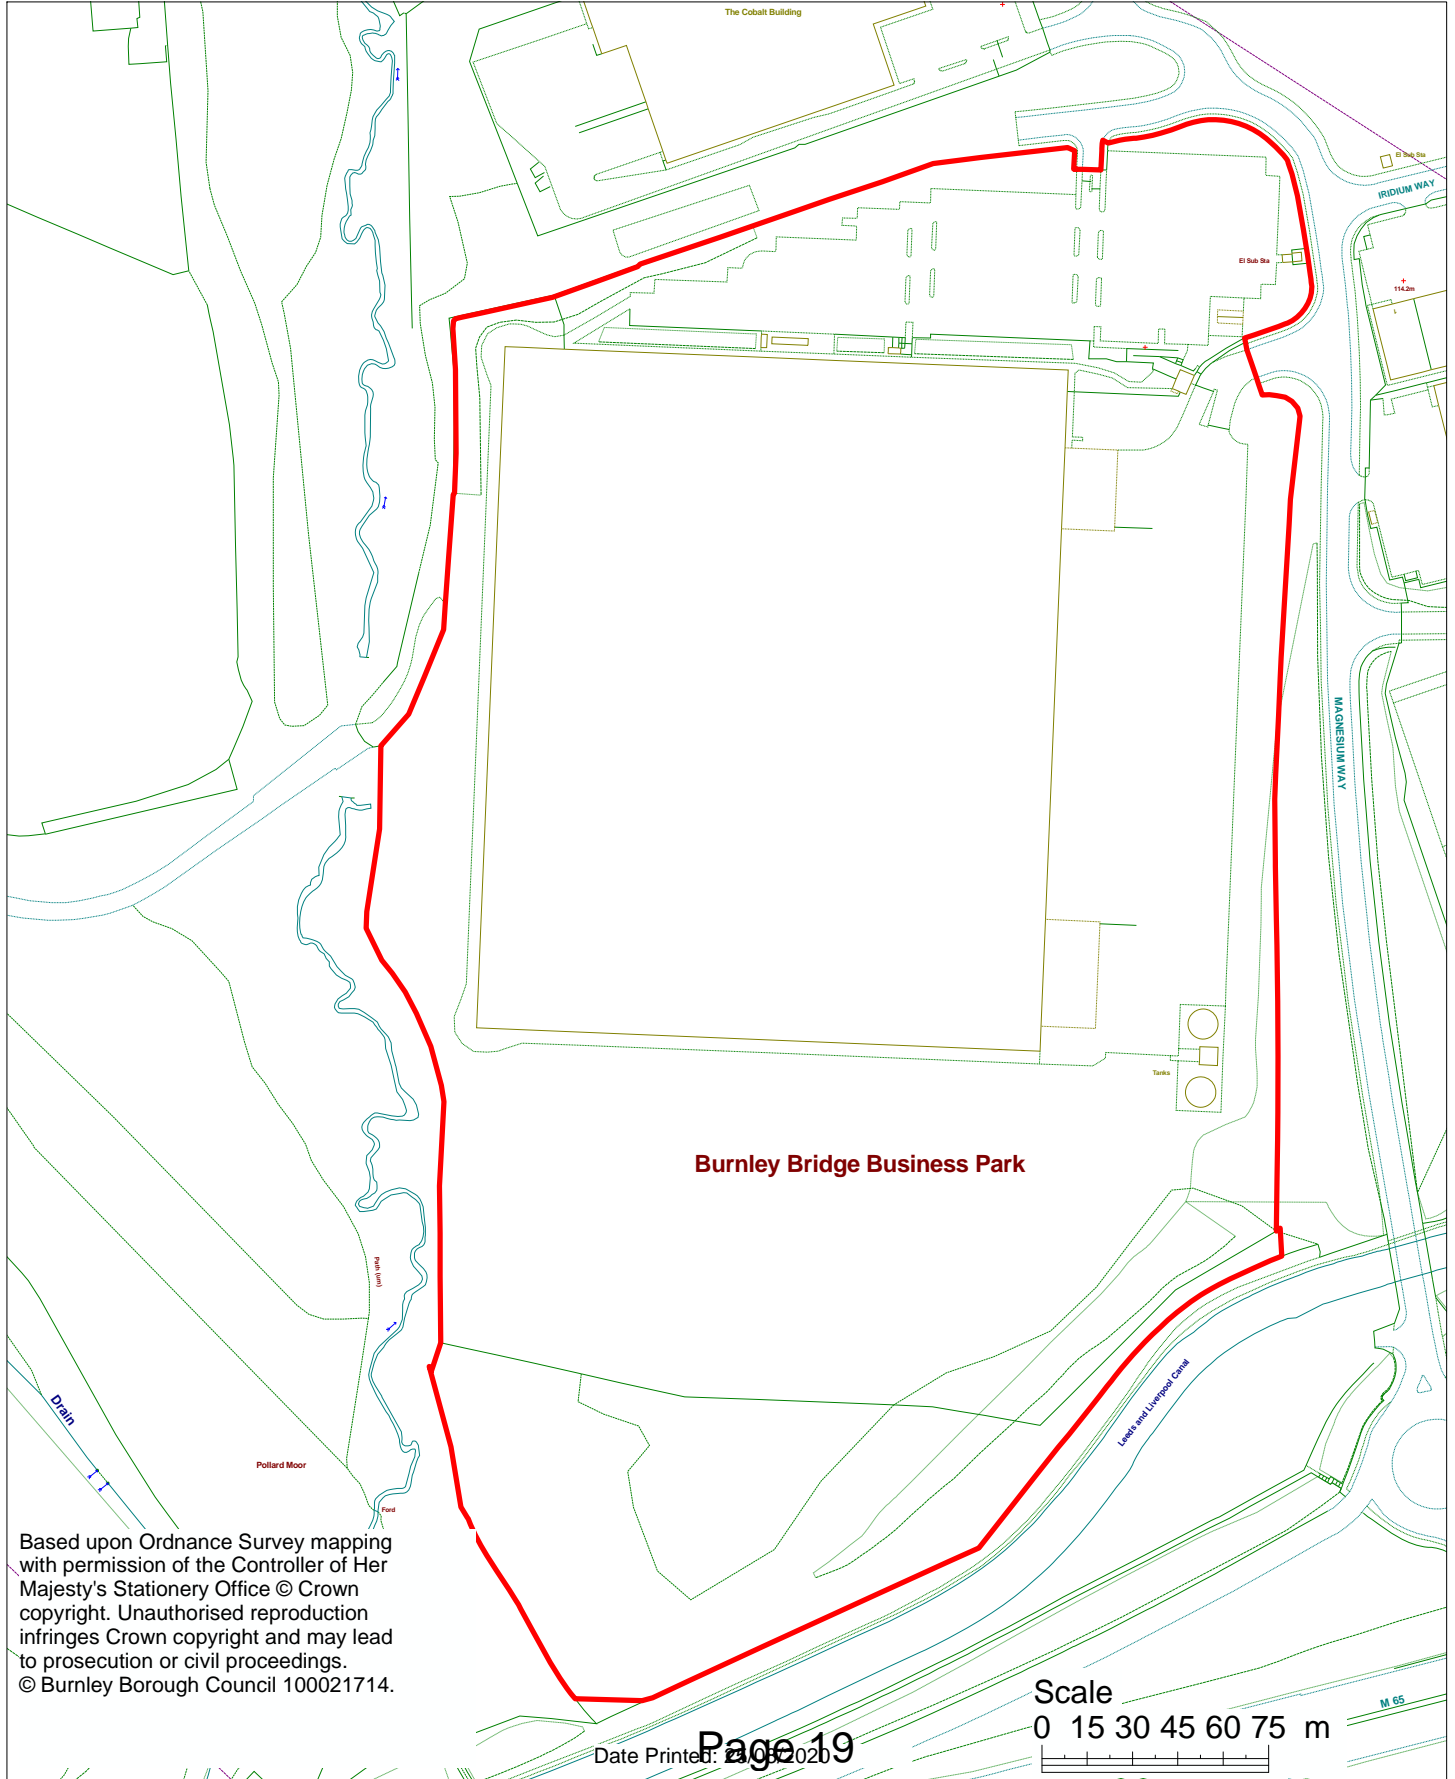 The Cobalt Building
El Sub Sta
IRIDIUM WAY
El Sub Sta
114.2m
1
MAGNESIUM WAY
Tanks
Burnley Bridge Business Park
Path (um)
Leeds and Liverpool Canal
Drain
Pollard Moor
Ford
Based upon Ordnance Survey mapping
with permission of the Controller of Her
Majesty's Stationery Office © Crown
copyright. Unauthorised reproduction
infringes Crown copyright and may lead
to prosecution or civil proceedings.
© Burnley Borough Council 100021714.
Scale
0 15 30 45 60 75 m
M 65
Page 19
Date Printed: /2020